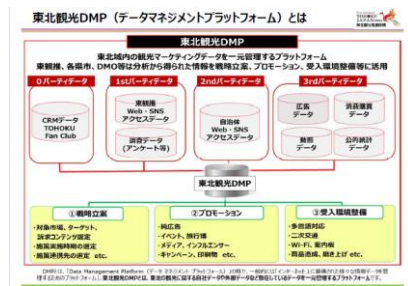 東北観光DMP（データマネジメントプラットフォーム）とは
TOHOKU
JAPAN
東北観光DMP
東北域内の観光マーケティングデータを一元管理するプラットフォーム
東観推、各県市、DMO等は分析から得られた情報を戦略立案、プロモーション、受入環境整備等に活用
0パーティデータ
1stパーティデータ
2ndパーティデータ
3rdパーティデータ
CRMデータ
TOHOKU
Fan Club
東観推
Web・SNS
アクセスデータ
調査データ
(アンケート等)
自治体
Web・SNS
アクセスデータ
広告
データ
消費購買
データ
動態
データ
公的統計
データ
東北観光DMP
①戦略立案
・対象市場、ターゲット、
訴求コンテンツ選定
・施策実施時期の選定
・施策連携先の選定 etc.
②プロモーション
・純広告
・イベント、旅行博
・メディア、インフルエンサー
・キャンペーン、印刷物 etc.
③受入環境整備
・多言語対応
・二次交通
・Wi-Fi、案内板
・商品造成、磨き上げ etc.